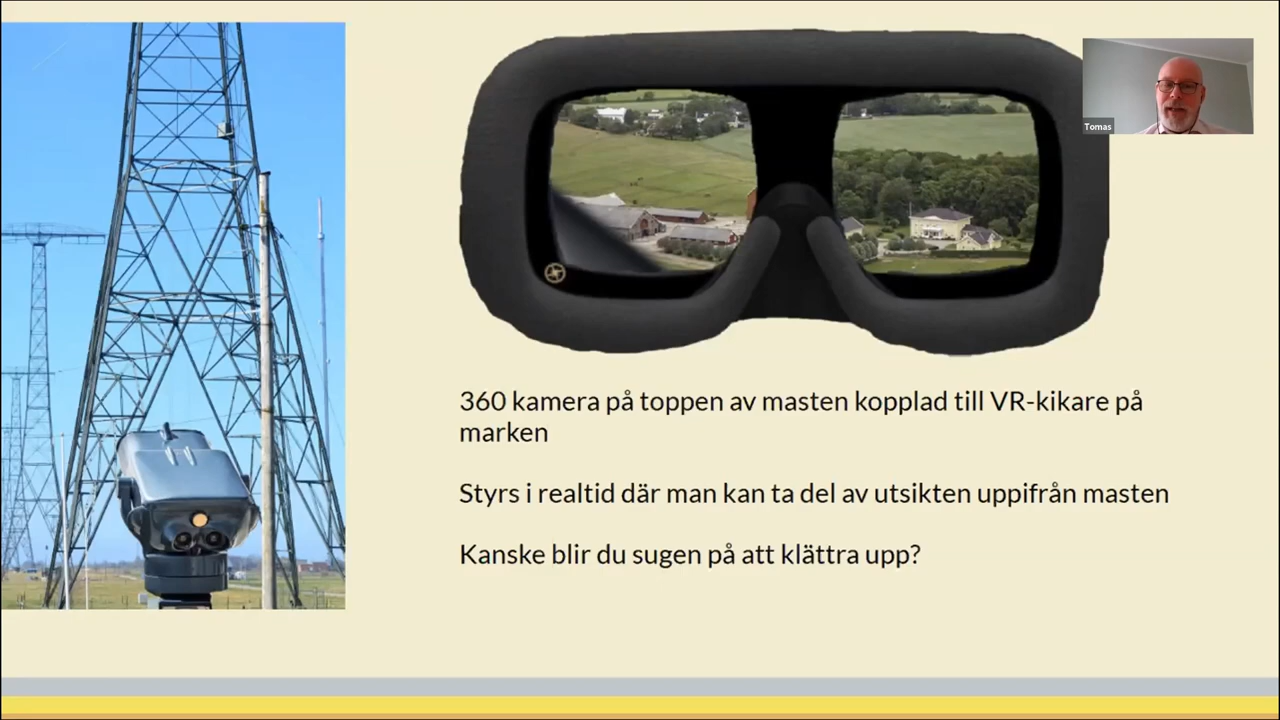 Tomas
360 kamera på toppen av masten kopplad till VR-kikare på
marken
Styrs i realtid där man kan ta del av utsikten uppifrån masten
Kanske blir du sugen på att klättra upp?